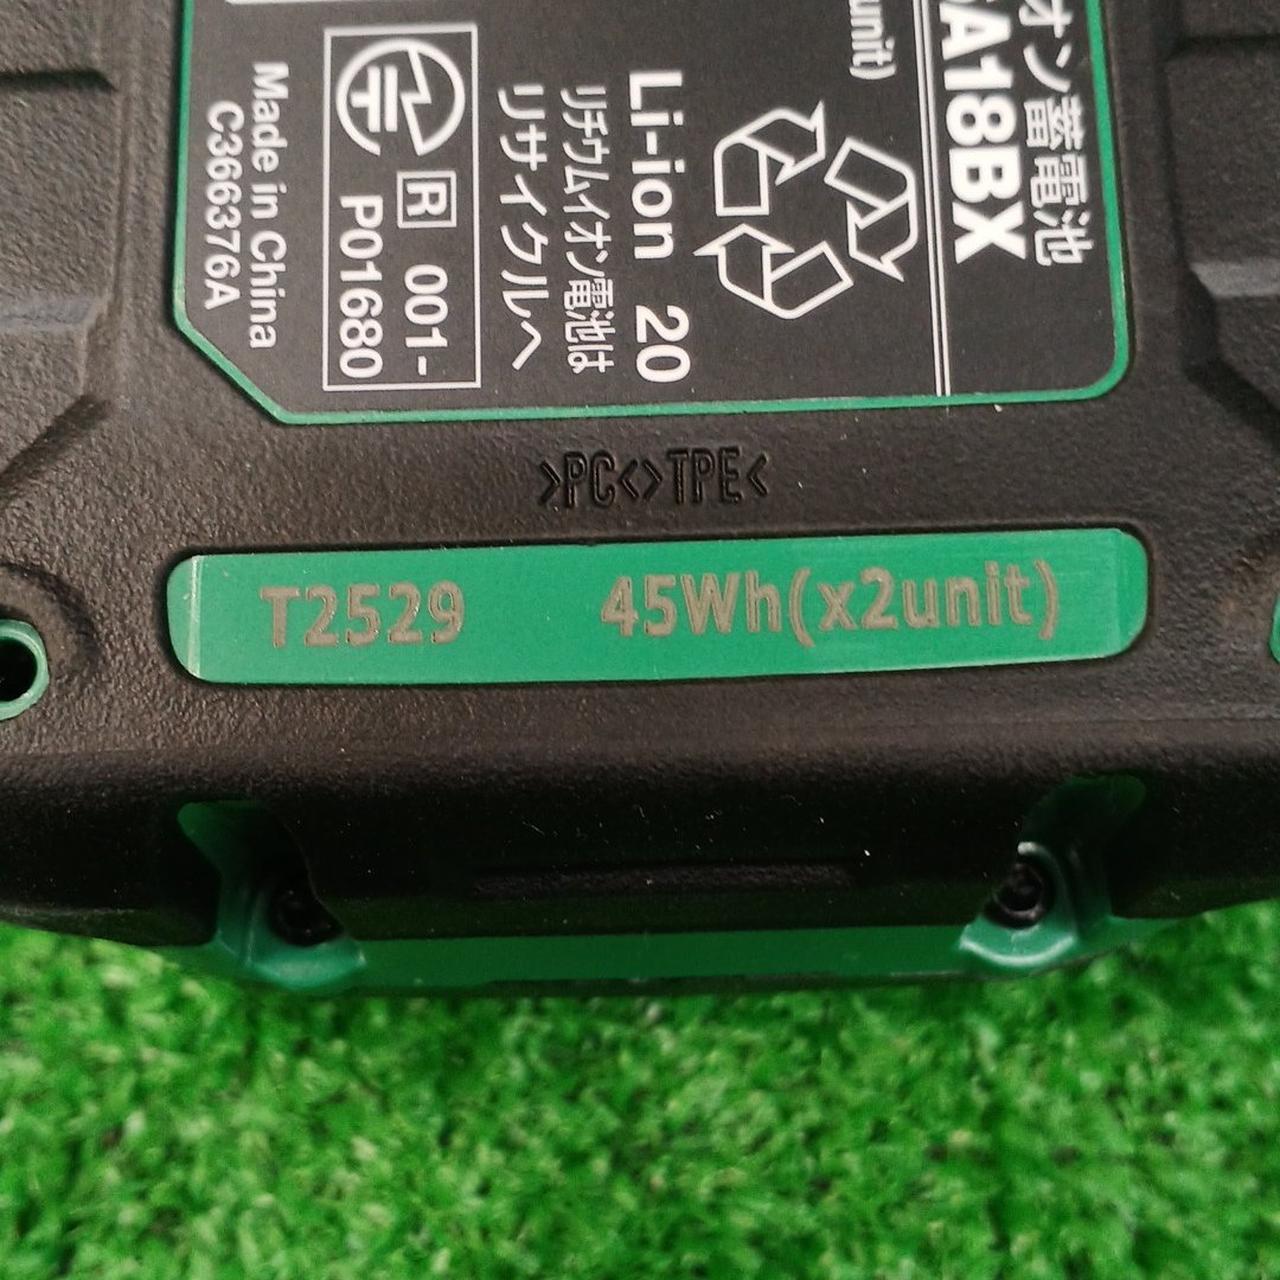 オン蓄電池
A18BX
unit)
Li-ion 20
リチウムイオン電池は
リサイクルへ
R 001-
P01680
Made in China
C3666376A
>PC<>TPE<
T2529 45Wh(x2unit)